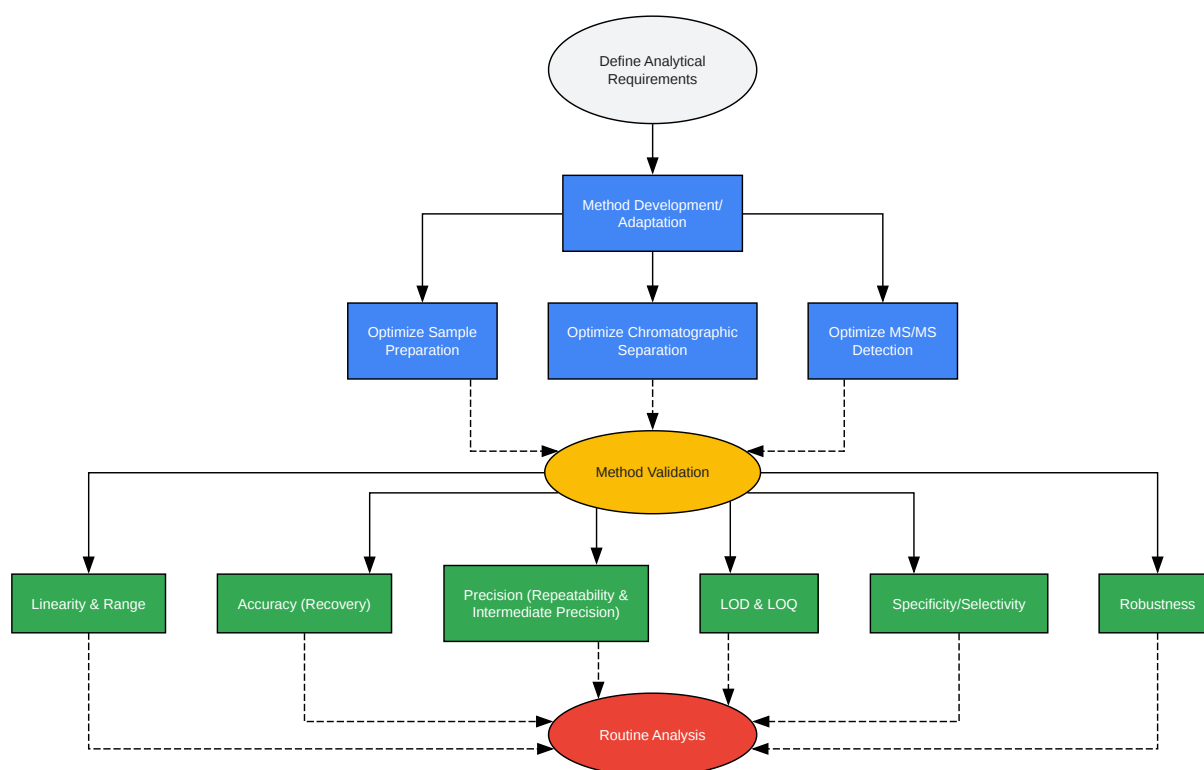 Define Analytical
Requirements
Method Development/
Adaptation
Optimize Sample
Preparation
Optimize Chromatographic
Separation
Optimize MS/MS
Detection
Method Validation
Linearity & Range
Accuracy (Recovery)
Precision (Repeatability &
Intermediate Precision)
LOD & LOQ
Specificity/Selectivity
Robustness
Routine Analysis